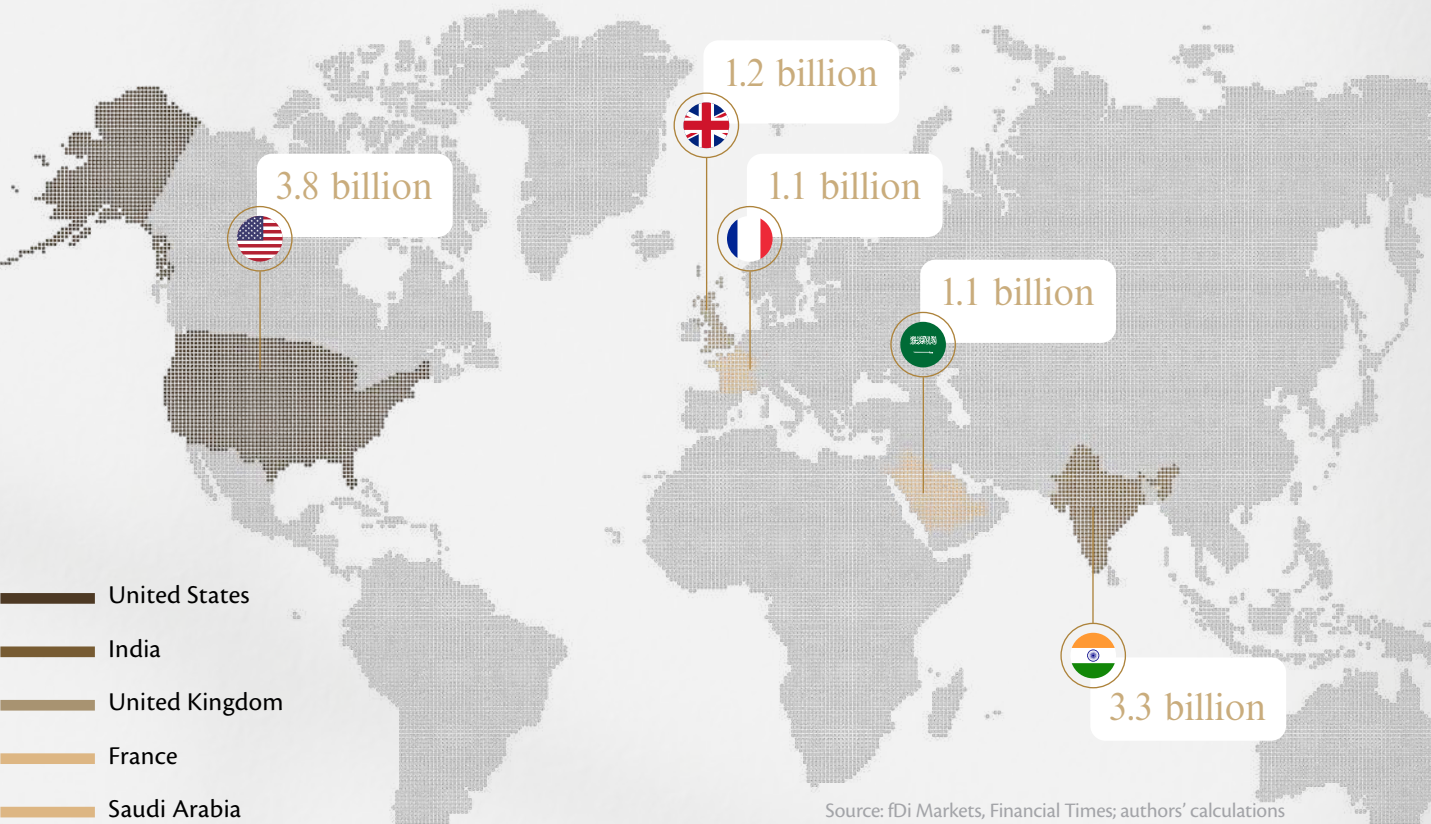 1.2 billion
3.8 billion
1.1 billion
1.1 billion
United States
India
United Kingdom
France
Saudi Arabia
3.3 billion
Source: fDi Markets, Financial Times; authors’ calculations